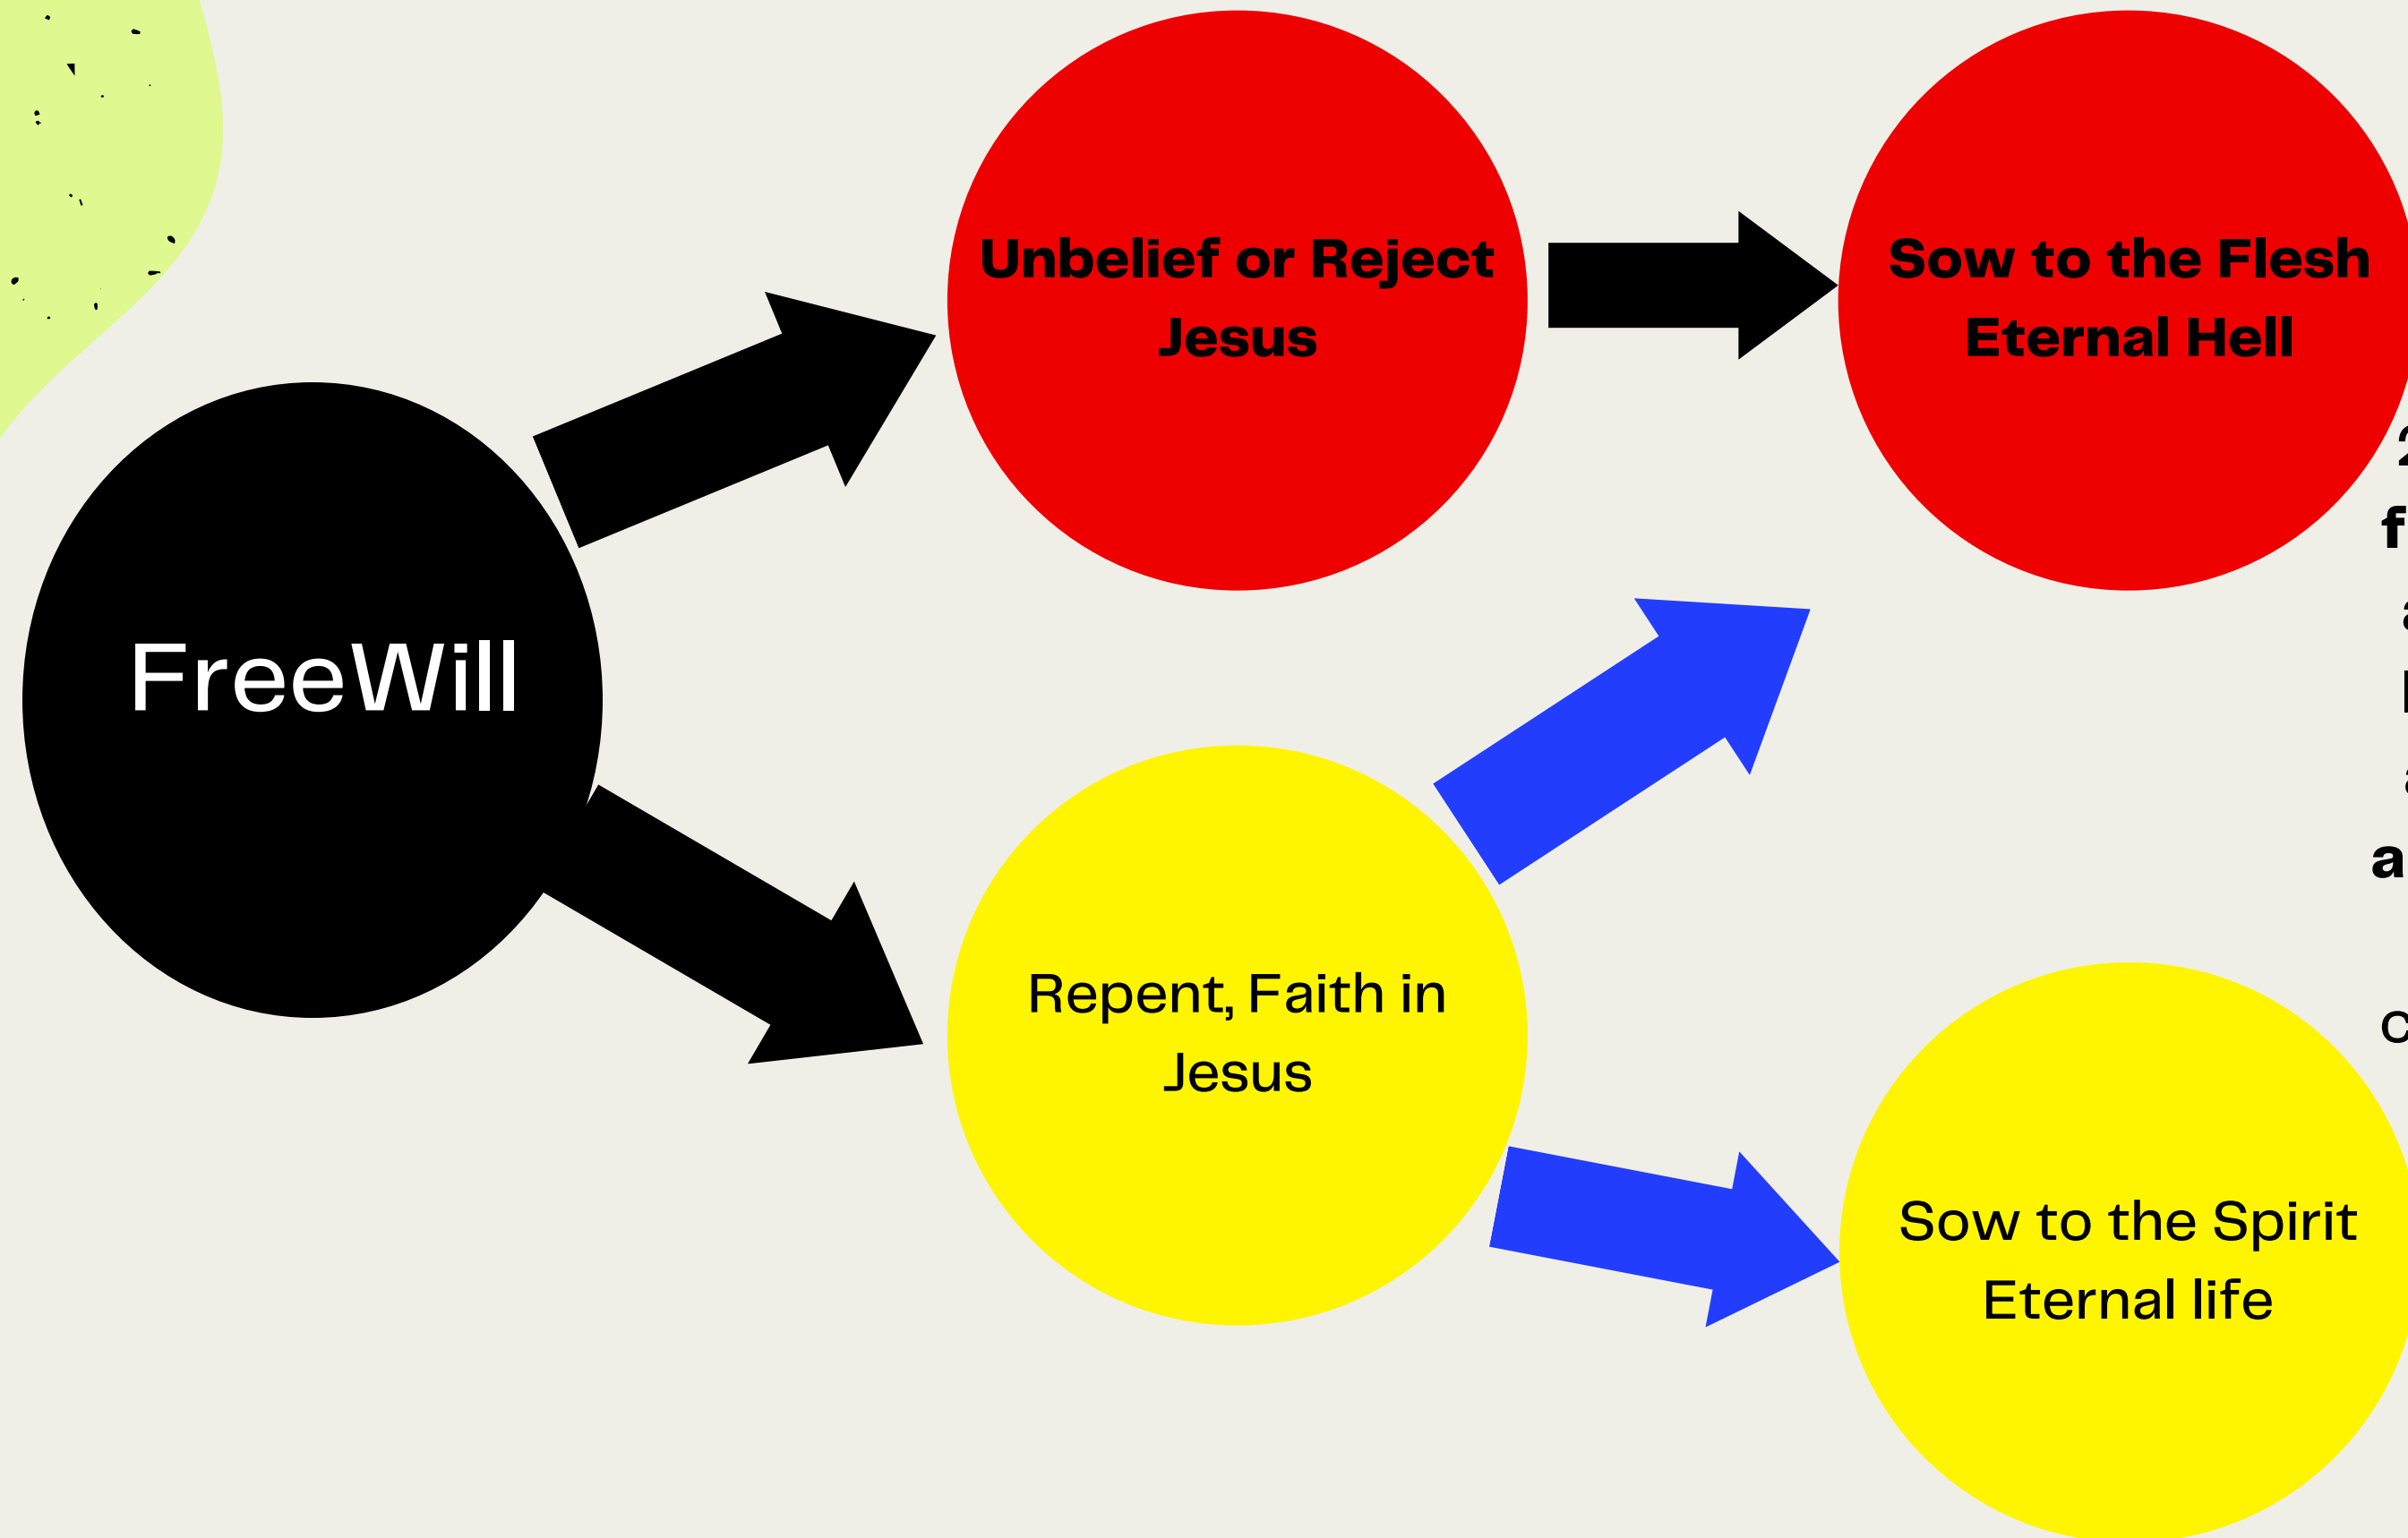 Unbelief or Reject
Jesus
Sow to the Flesh
Eternal Hell
FreeWill
Repent, Faith in
Jesus
Sow to the Spirit
Eternal life